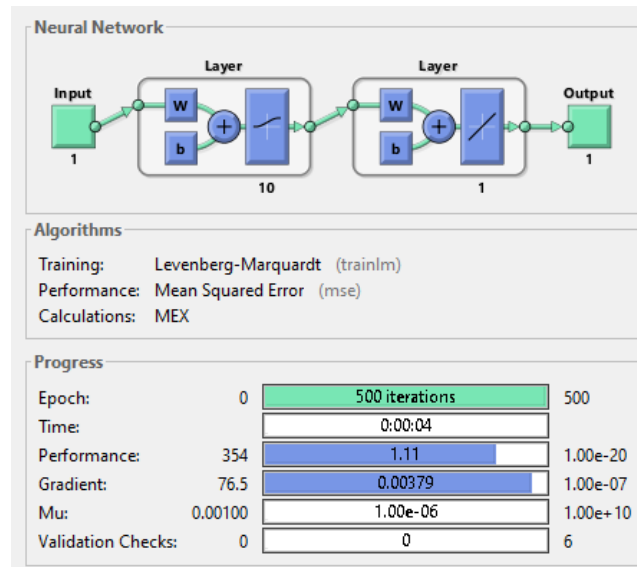 Neural Network
Layer Layer
Input Output
W W
b b
+ +
1 1
10 1
Algorithms
Training: Levenberg-Marquardt (trainlm)
Performance: Mean Squared Error (mse)
Calculations: MEX
Progress
Epoch: 0 500 iterations 500
Time: 0:00:04
Performance: 354 1.11 1.00e-20
Gradient: 76.5 0.00379 1.00e-07
Mu: 0.00100 1.00e-06 1.00e+10
Validation Checks: 0 0 6